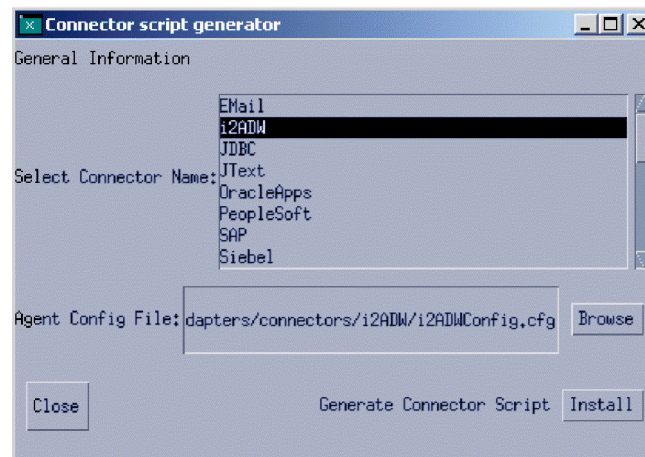 Connector script generator
General Information
EMail
i2ADW
JDBC
Select Connector Name: JText
OracleApps
PeopleSoft
SAP
Siebel
Agent Config File: dapters/connectors/i2ADW/i2ADWConfig.cfg Browse
Close Generate Connector Script Install